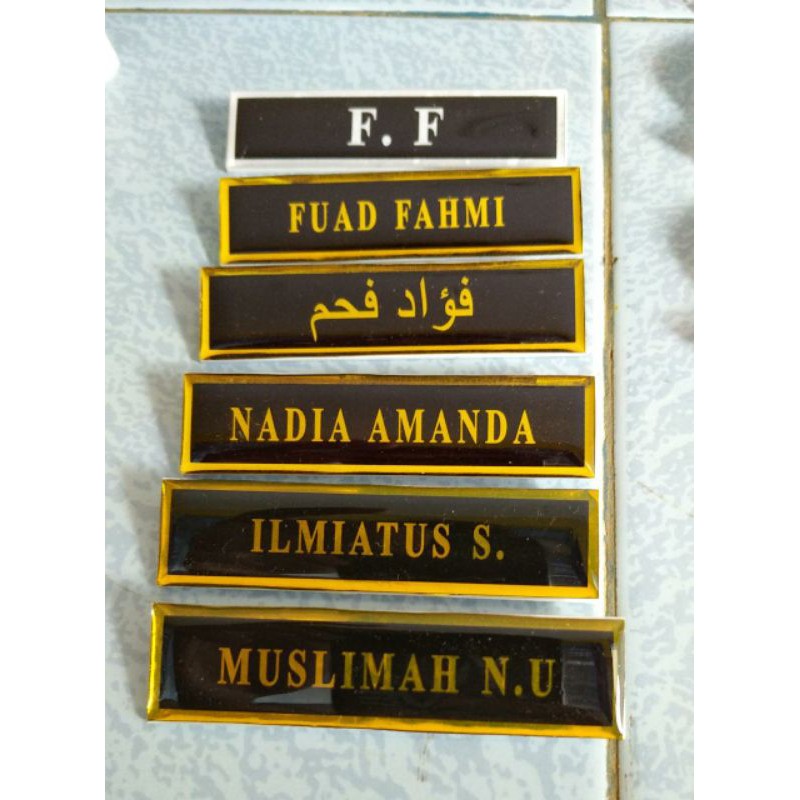 F. F
FUAD FAHMI
فؤاد فحم
NADIA AMANDA
ILMIATUS S.
MUSLIMAH N.U